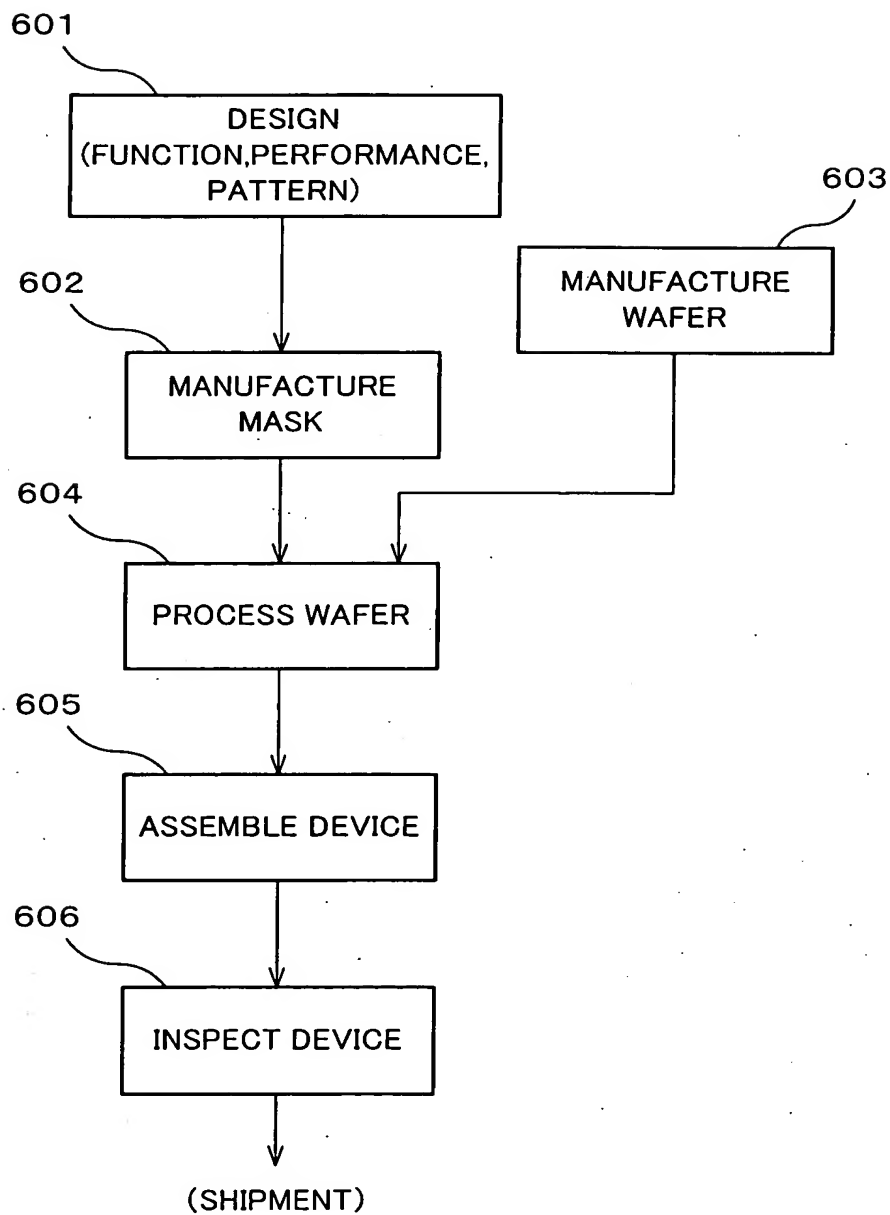 601
DESIGN
(FUNCTION,PERFORMANCE,
PATTERN)
603
MANUFACTURE
WAFER
602
MANUFACTURE
MASK
604
PROCESS WAFER
605
ASSEMBLE DEVICE
606
INSPECT DEVICE
(SHIPMENT)